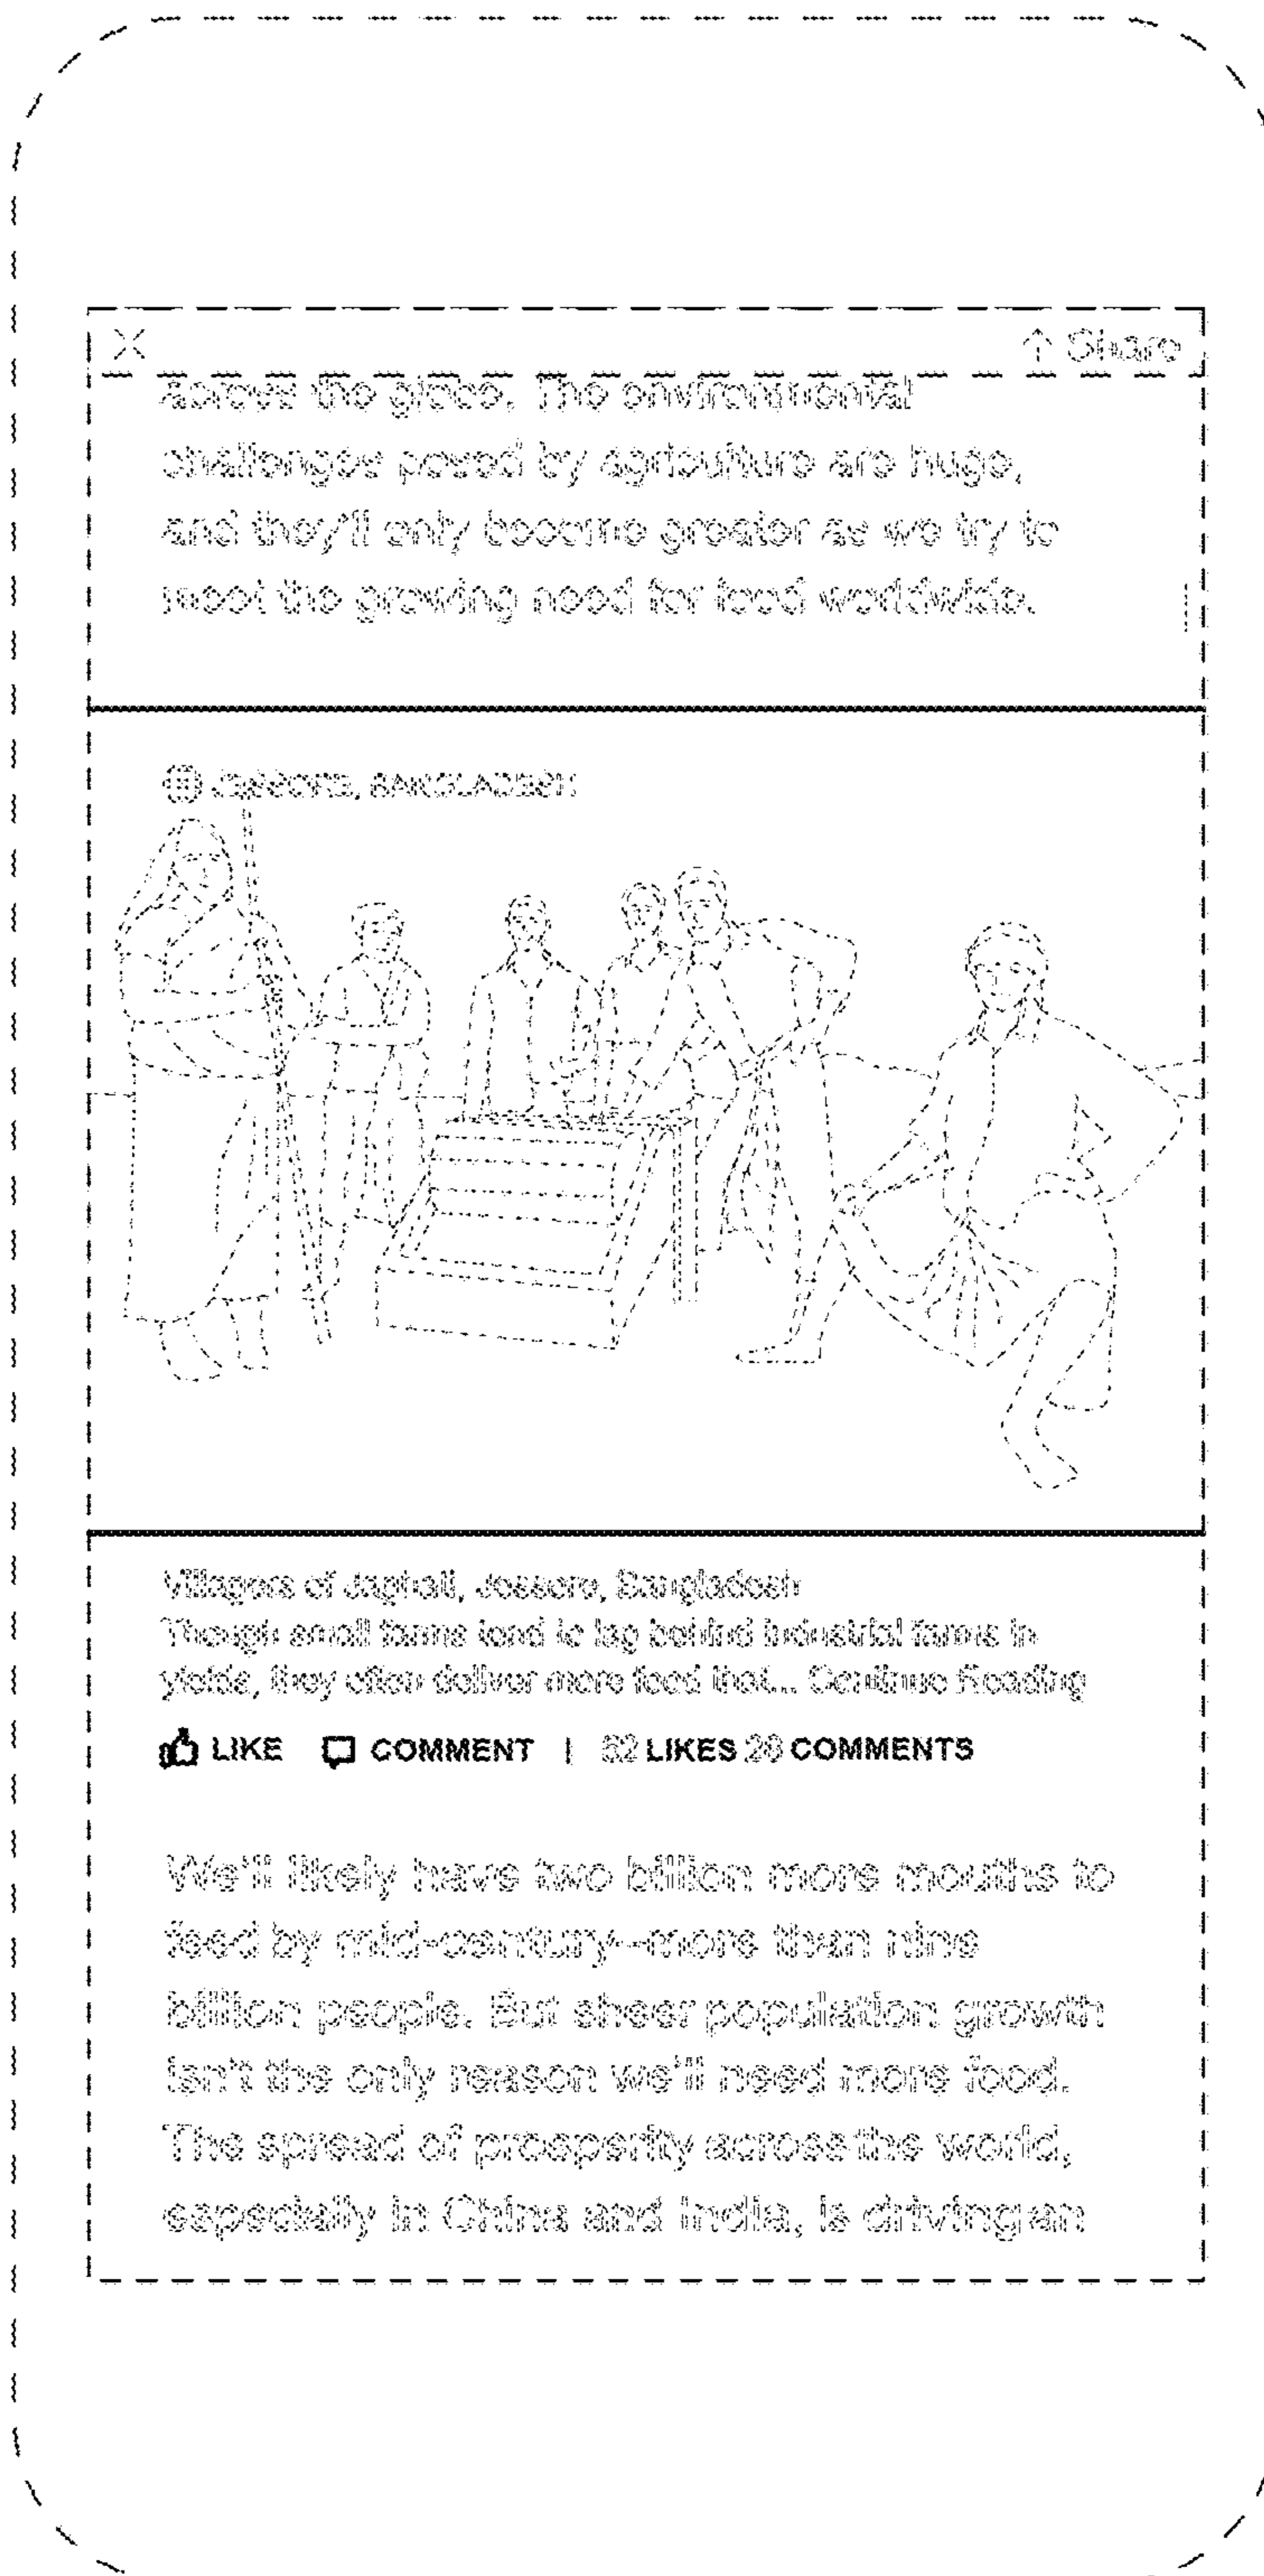 Share
Across the globe. The environmental
challenges posed by agriculture are huge,
and they'll only become greater as we try to
meet the growing need for food worldwide.
JESSORE, BANGLADESH
Villagers of Jaghati, Jessore, Bangladesh
Though small farms tend to lag behind industrial farms in
yields, they often deliver more food that... Continue Reading
LIKE COMMENT | 52 LIKES 28 COMMENTS
We'll likely have two billion more mouths to
feed by mid-century--more than nine
billion people. But sheer population growth
isn't the only reason we'll need more food.
The spread of prosperity across the world,
especially in China and India, is driving an